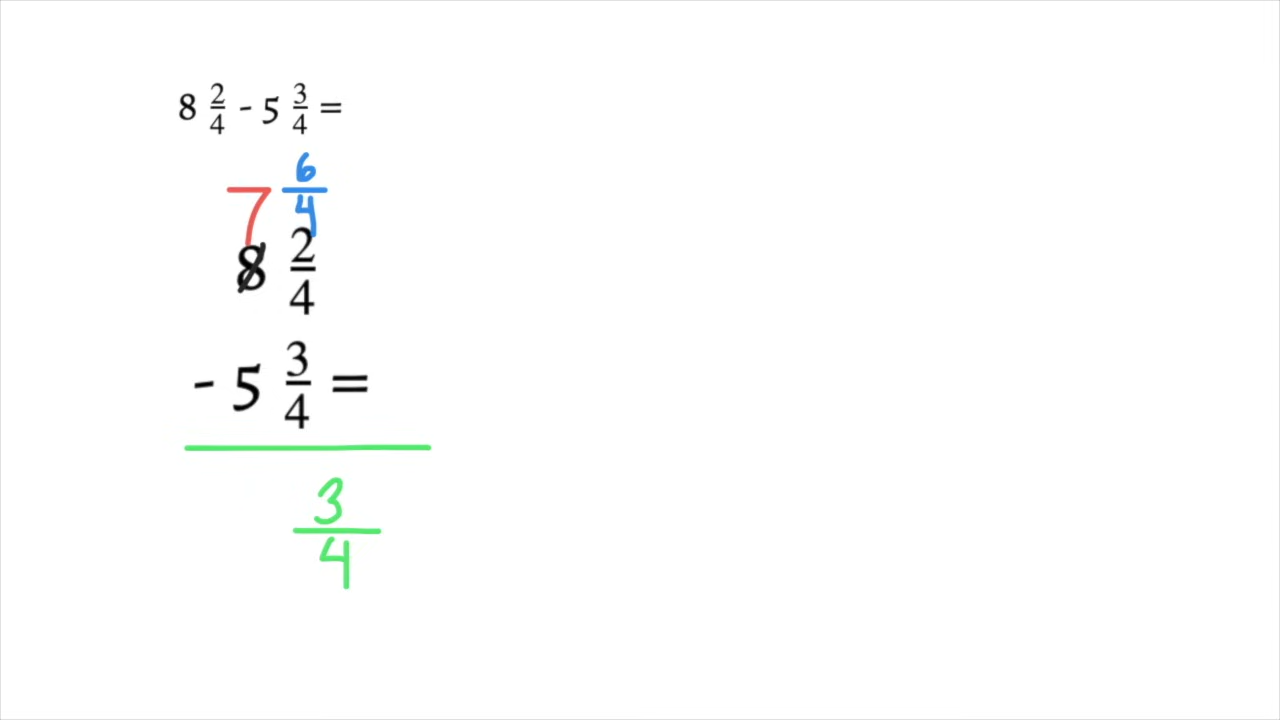 8 2/4 - 5 3/4 =
7 6/4
8 2/4
- 5 3/4 =
3/4